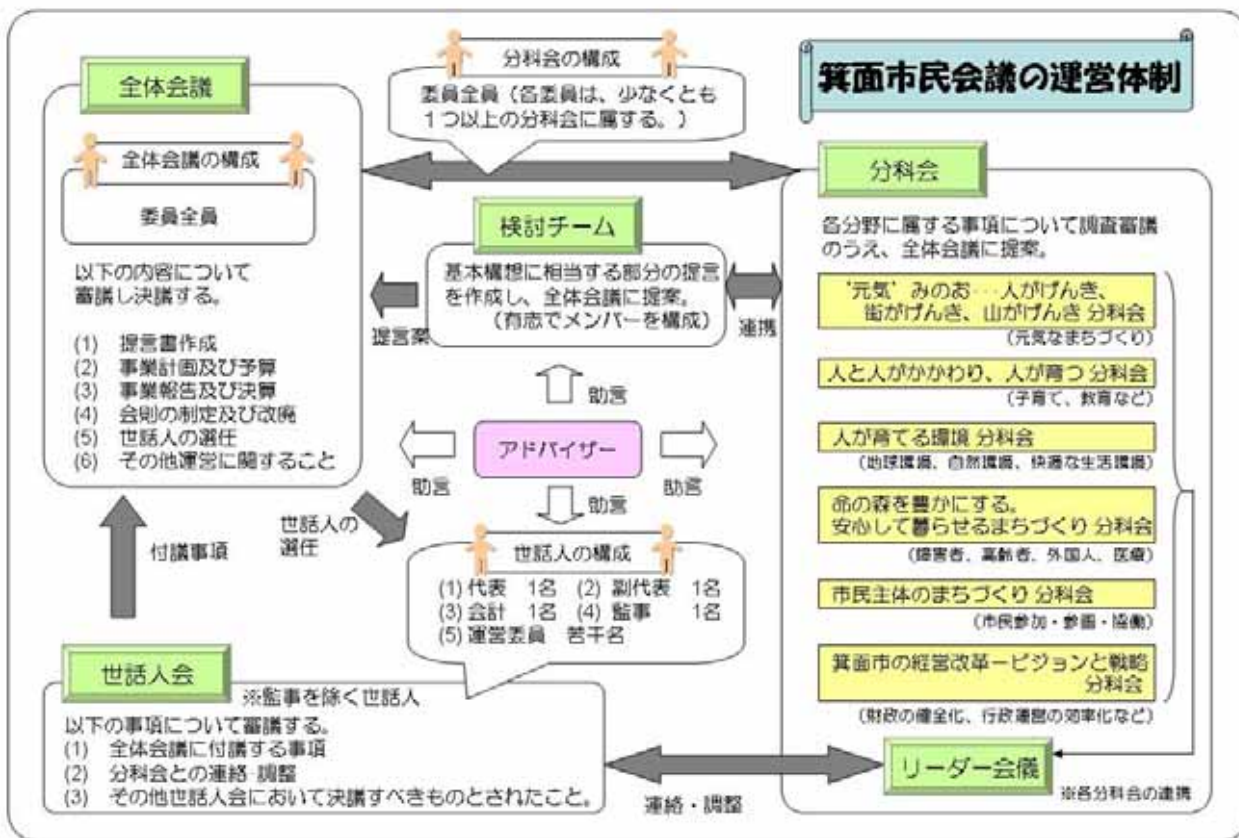 箕面市民会議の運営体制
全体会議
全体会議の構成
委員全員
以下の内容について
審議し決議する。
(1) 提言書作成
(2) 事業計画及び予算
(3) 事業報告及び決算
(4) 会則の制定及び改廃
(5) 世話人の選任
(6) その他運営に関すること
分科会の構成
委員全員(各委員は、少なくとも
1つ以上の分科会に属する。)
検討チーム
基本構想に相当する部分の提言
を作成し、全体会議に提案。
(有志でメンバーを構成)
提言案
連携
助言
アドバイザー
助言
助言
助言
世話人の
選任
付議事項
世話人の構成
(1) 代表 1名 (2) 副代表 1名
(3) 会計 1名 (4) 監事 1名
(5) 運営委員 若干名
世話人会
※監事を除く世話人
以下の事項について審議する。
(1) 全体会議に付議する事項
(2) 分科会との連絡・調整
(3) その他世話人会において決議すべきものとされたこと。
連絡・調整
分科会
各分野に属する事項について調査審議
のうえ、全体会議に提案。
'元気'みのお…人がげんき、
街がげんき、山がげんき 分科会
(元気なまちづくり)
人と人がかかわり、人が育つ 分科会
(子育て、教育など)
人が育てる環境 分科会
(地球環境、自然環境、快適な生活環境)
命の森を豊かにする。
安心して暮らせるまちづくり 分科会
(障害者、高齢者、外国人、医療)
市民主体のまちづくり 分科会
(市民参加・参画・協働)
箕面市の経営改革ービジョンと戦略
分科会
(財政の健全化、行政運営の効率化など)
リーダー会儀
※各分科会の連携